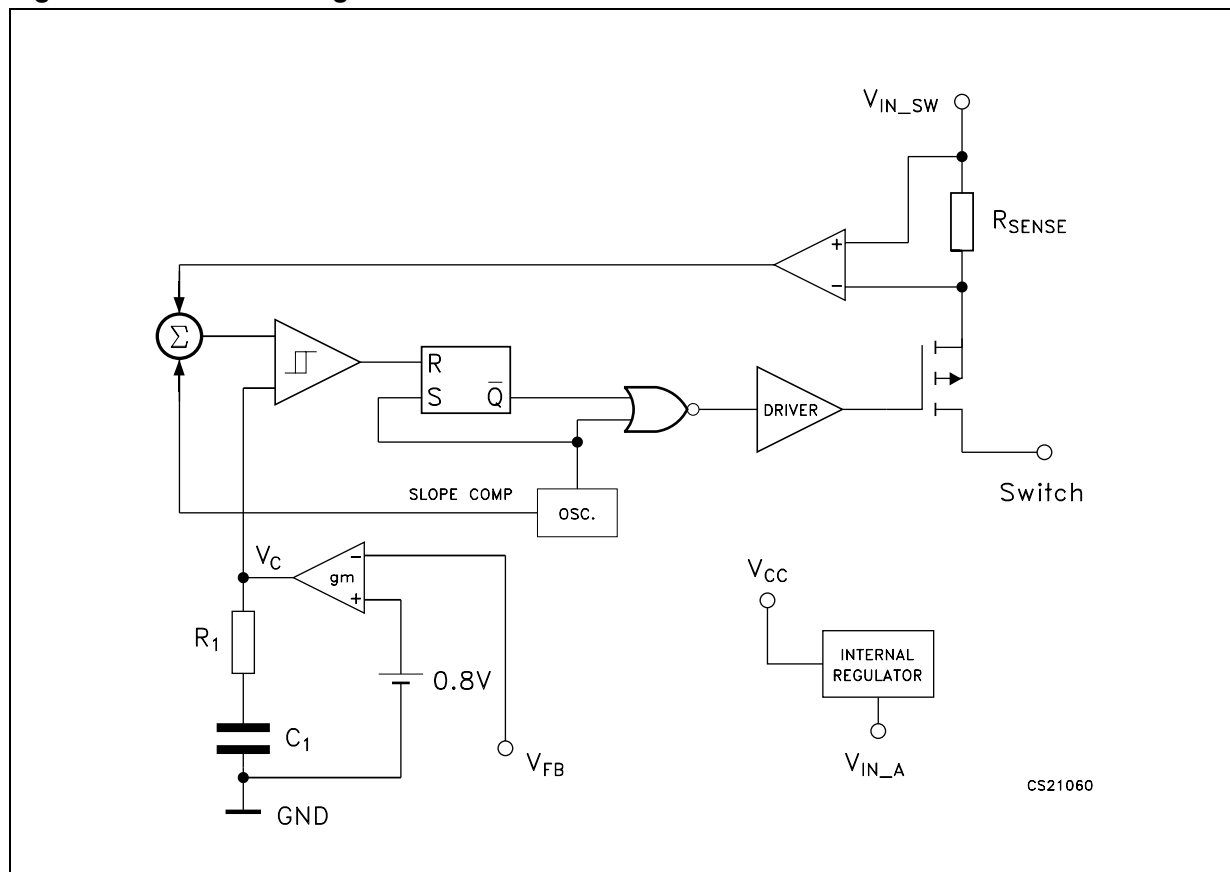 V_IN_SW
R_SENSE
+
−
Σ
R
S
Q̅
DRIVER
Switch
SLOPE COMP
OSC.
V_C
gm
−
+
R_1
0.8V
C_1
V_FB
GND
V_CC
INTERNAL
REGULATOR
V_IN_A
CS21060